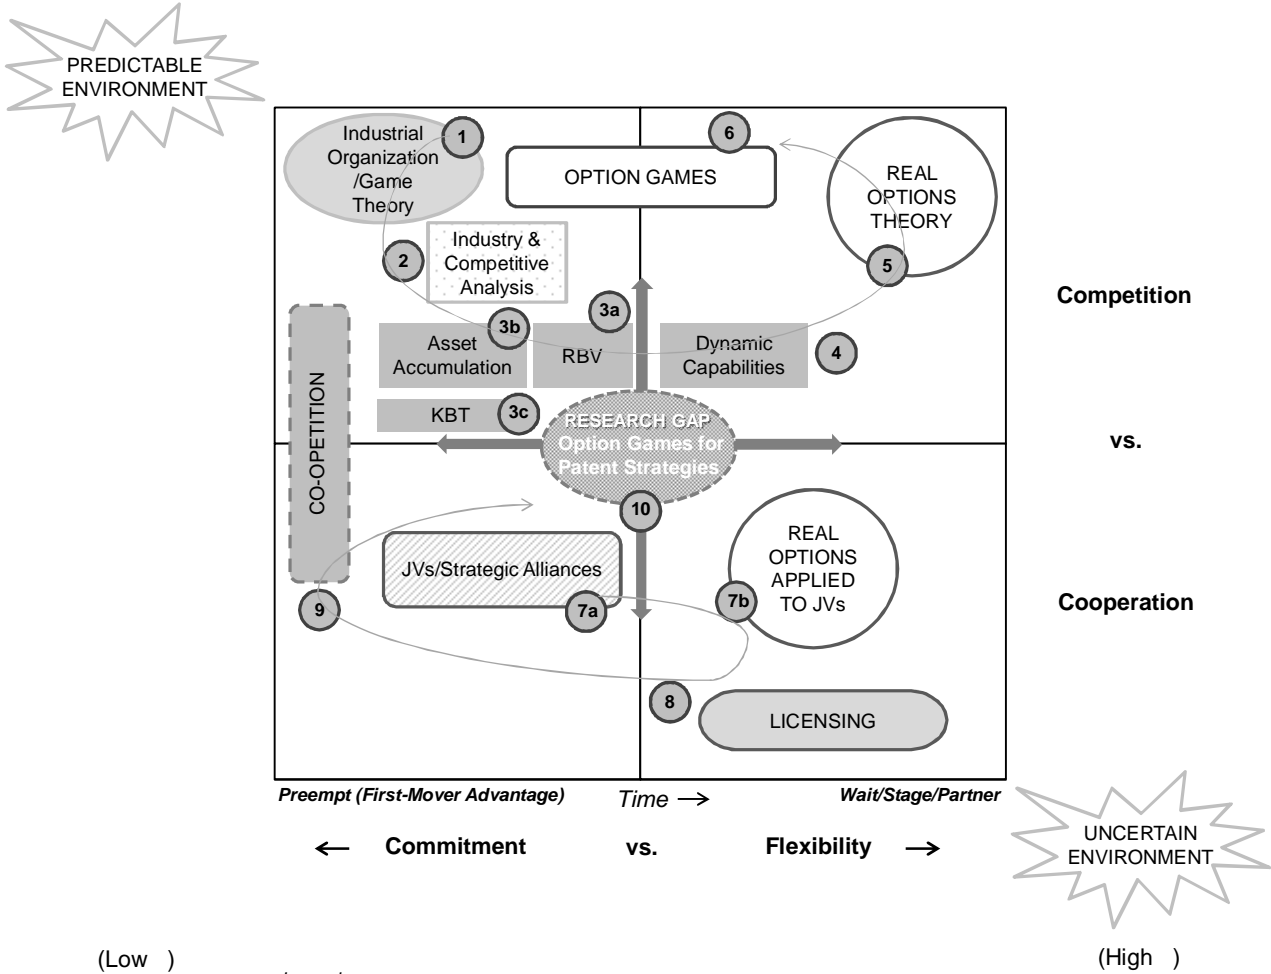 PREDICTABLE
ENVIRONMENT
Industrial
Organization
/Game
Theory
1
6
OPTION GAMES
REAL
OPTIONS
THEORY
2
Industry &
Competitive
Analysis
5
Competition
3a
3b
Asset
Accumulation
RBV
Dynamic
Capabilities
4
KBT
3c
CO-OPETITION
RESEARCH GAP
Option Games for
Patent Strategies
vs.
10
JVs/Strategic Alliances
7a
REAL
OPTIONS
APPLIED
TO JVs
7b
9
Cooperation
8
LICENSING
Preempt (First-Mover Advantage)
Time
Wait/Stage/Partner
Commitment
vs.
Flexibility
UNCERTAIN
ENVIRONMENT
(Low )
(High )